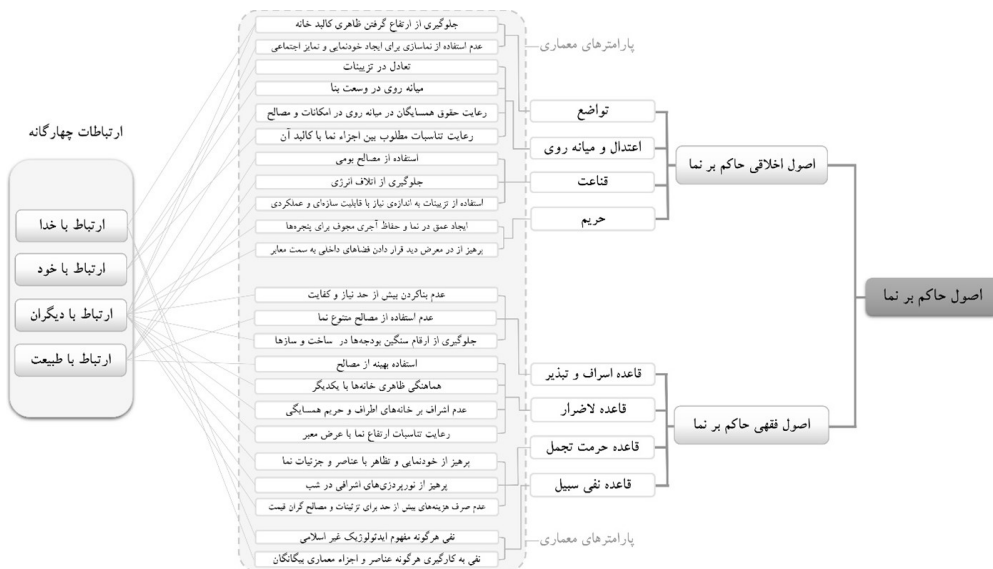 اصول حاکم بر نما
اصول اخلاقی حاکم بر نما
تواضع
اعتدال و میانه روی
قناعت
حریم
اصول فقهی حاکم بر نما
قاعده اسراف و تبذیر
قاعده لاضرار
قاعده حرمت تجمل
قاعده نفی سبیل
پارامترهای معماری
جلوگیری از ارتفاع گرفتن ظاهری کالبد خانه
عدم استفاده از نماسازی برای ایجاد خودنمایی و تمایز اجتماعی
تعادل در تزیینات
میانه روی در وسعت بنا
رعایت حقوق همسایگان در میانه روی در امکانات و مصالح
رعایت تناسبات مطلوب بین اجزاء نما با کالبد آن
استفاده از مصالح بومی
جلوگیری از اتلاف انرژی
استفاده از تزیینات به اندازه‌ی نیاز با قابلیت سازه‌ای و عملکردی
ایجاد عمق در نما و حفاظ آجری مجوف برای پنجره‌ها
پرهیز از در معرض دید قرار دادن فضاهای داخلی به سمت معابر
عدم بناکردن بیش از حد نیاز و کفایت
عدم استفاده از مصالح متنوع نما
جلوگیری از ارقام سنگین بودجه‌ها در ساخت و سازها
استفاده بهینه از مصالح
هماهنگی ظاهری خانه‌ها با یکدیگر
عدم اشراف بر خانه‌های اطراف و حریم همسایگی
رعایت تناسبات ارتفاع نما با عرض معبر
پرهیز از خودنمایی و تظاهر با عناصر و جزئیات نما
پرهیز از نورپردزی‌های اشرافی در شب
عدم صرف هزینه‌های بیش از حد برای تزئینات و مصالح گران قیمت
نفی هرگونه مفهوم ایدئولوژیک غیر اسلامی
نفی به کارگیری هرگونه عناصر و اجزاء معماری بیگانگان
پارامترهای معماری
ارتباطات چهارگانه
ارتباط با خدا
ارتباط با خود
ارتباط با دیگران
ارتباط با طبیعت